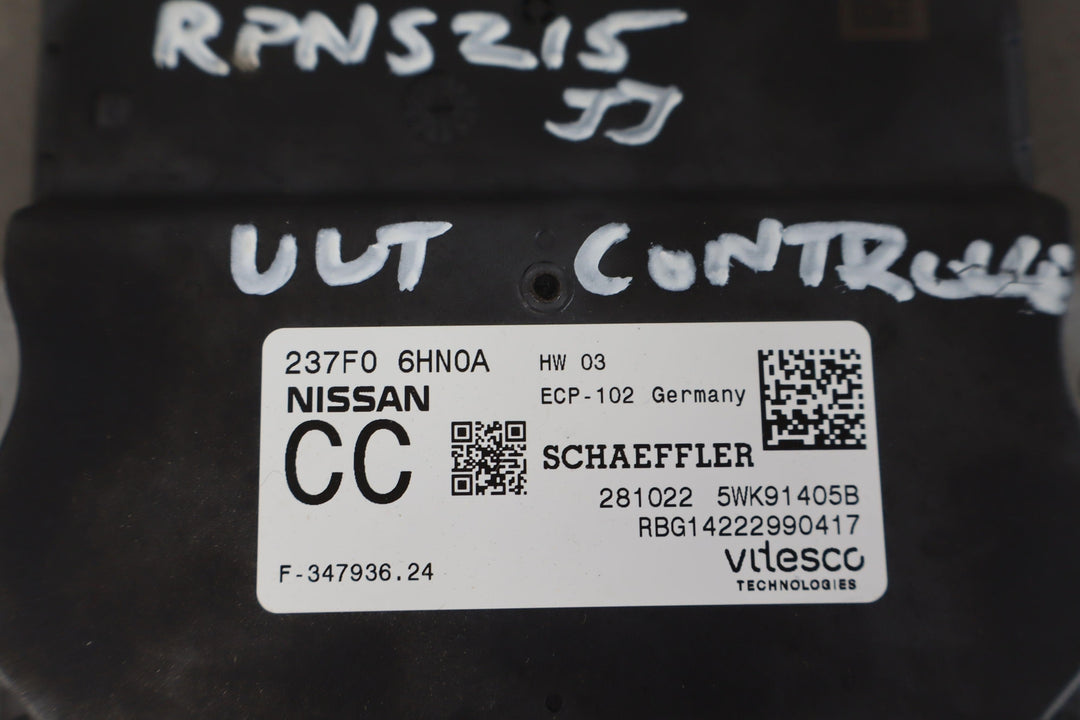 RPNS215
JJ
UUT CONTROLLER
237F0 6HN0A
HW 03
NISSAN
ECP-102 Germany
CC
SCHAEFFLER
281022 5WK91405B
RBG14222990417
vitesco
TECHNOLOGIES
F-347936.24